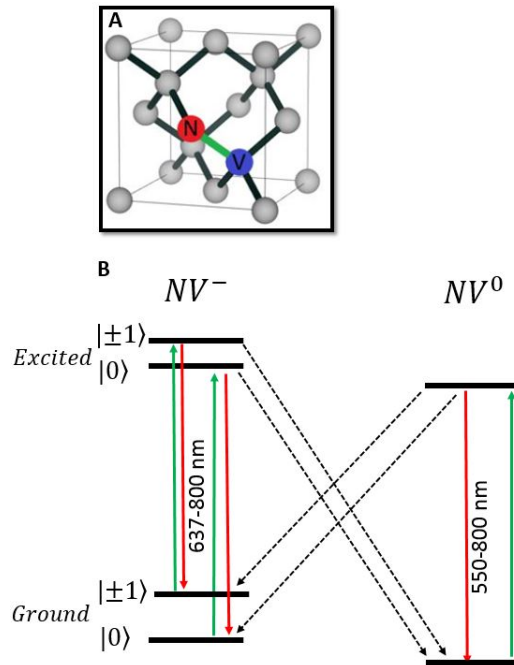 A
N
V
B
NV⁻
NV⁰
|±1⟩
Excited
|0⟩
637-800 nm
550-800 nm
|±1⟩
Ground
|0⟩